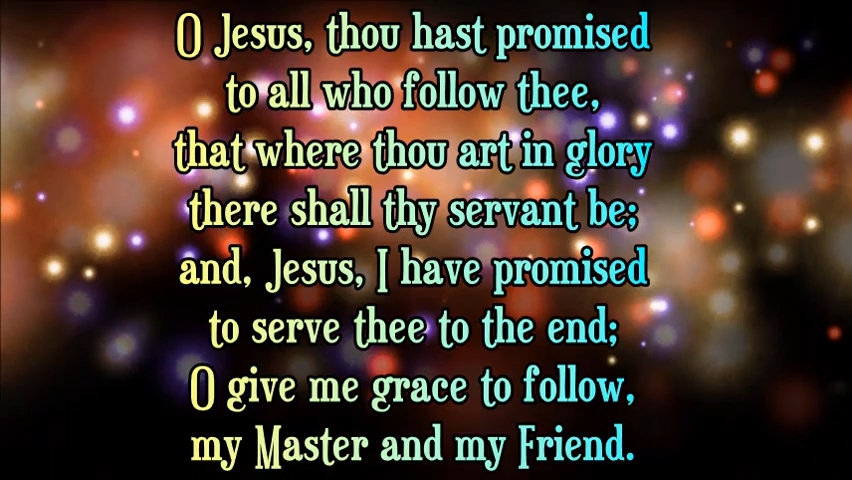 O Jesus, thou hast promised
to all who follow thee,
that where thou art in glory
there shall thy servant be;
and, Jesus, I have promised
to serve thee to the end;
O give me grace to follow,
my Master and my Friend.